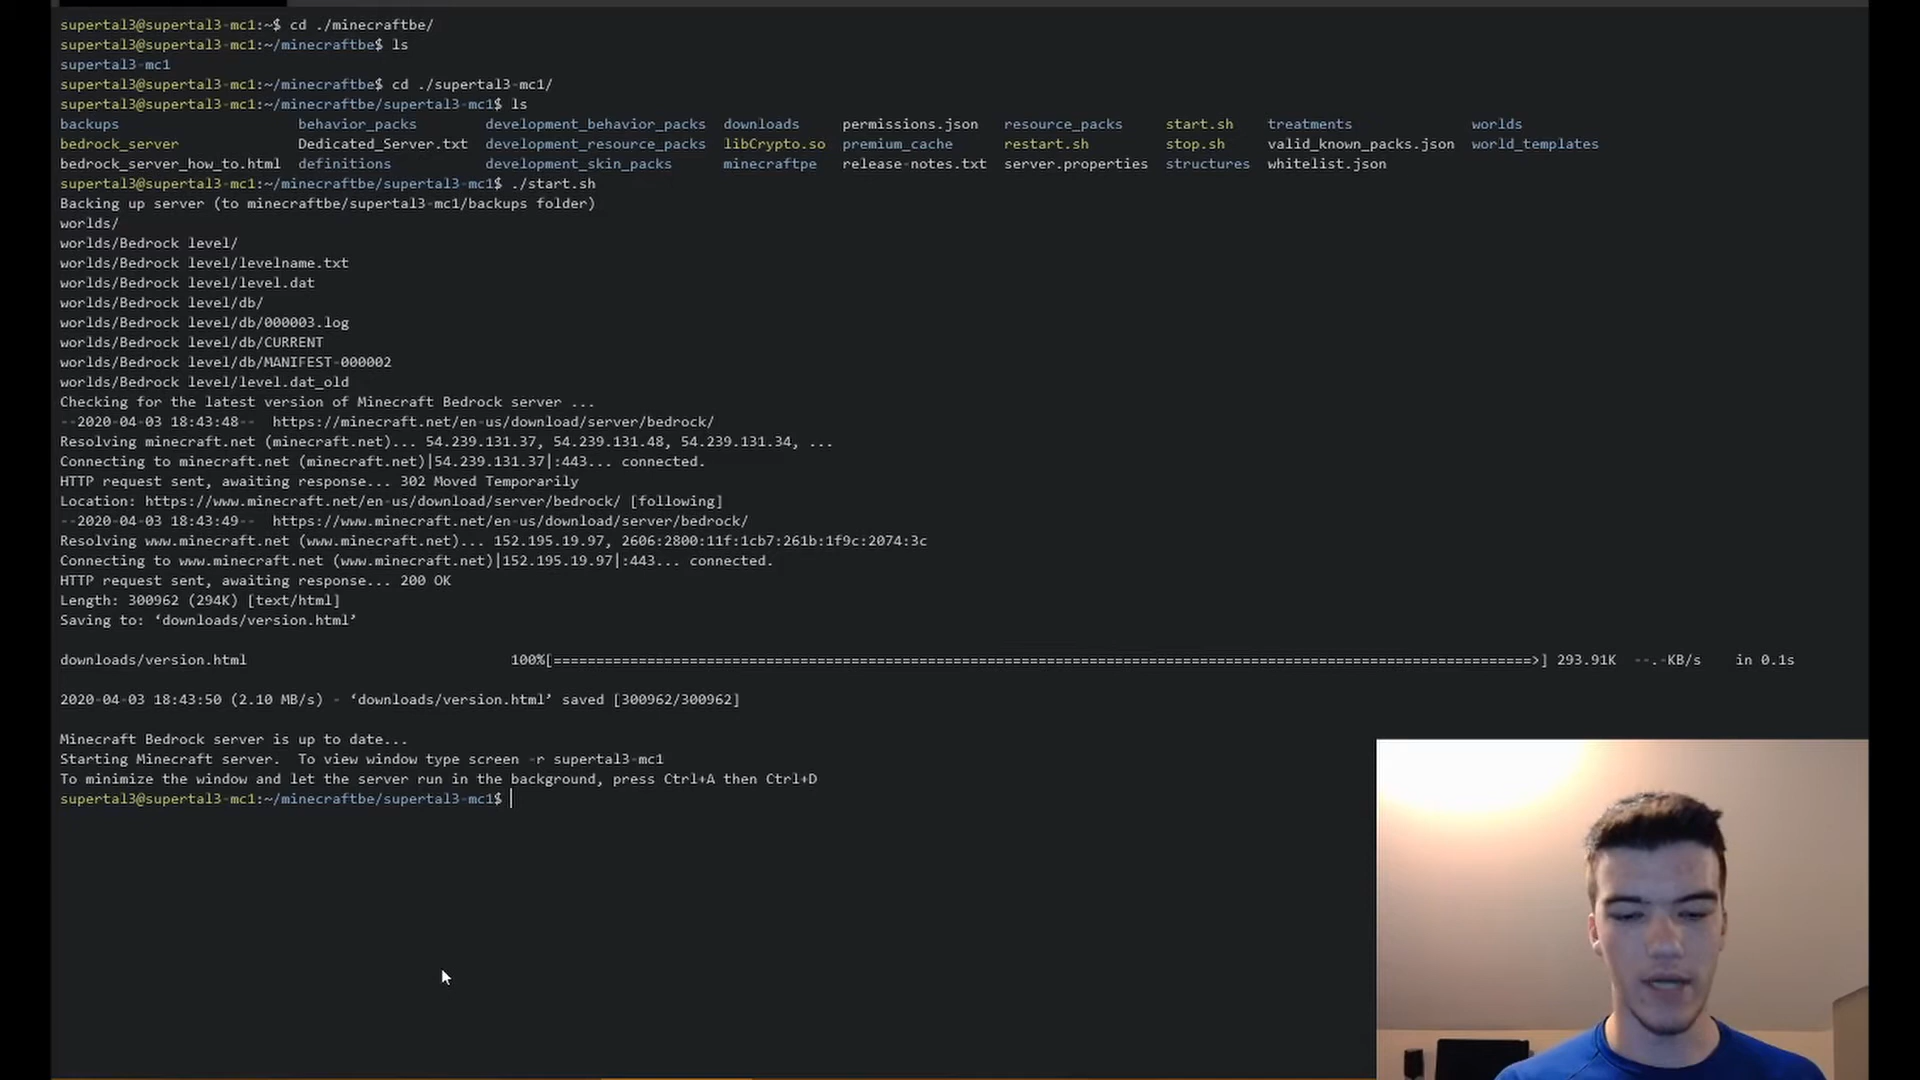 supertal3@supertal3-mc1:~$ cd ./minecraftbe/
supertal3@supertal3-mc1:~/minecraftbe$ ls
supertal3-mc1
supertal3@supertal3-mc1:~/minecraftbe$ cd ./supertal3-mc1/
supertal3@supertal3-mc1:~/minecraftbe/supertal3-mc1$ ls
backups behavior_packs development_behavior_packs downloads permissions.json resource_packs start.sh treatments worlds
bedrock_server Dedicated_Server.txt development_resource_packs libCrypto.so premium_cache restart.sh stop.sh valid_known_packs.json world_templates
bedrock_server_how_to.html definitions development_skin_packs minecraftpe release-notes.txt server.properties structures whitelist.json
supertal3@supertal3-mc1:~/minecraftbe/supertal3-mc1$ ./start.sh
Backing up server (to minecraftbe/supertal3-mc1/backups folder)
worlds/
worlds/Bedrock level/
worlds/Bedrock level/levelname.txt
worlds/Bedrock level/level.dat
worlds/Bedrock level/db/
worlds/Bedrock level/db/000003.log
worlds/Bedrock level/db/CURRENT
worlds/Bedrock level/db/MANIFEST-000002
worlds/Bedrock level/level.dat_old
Checking for the latest version of Minecraft Bedrock server ...
--2020-04-03 18:43:48-- https://minecraft.net/en-us/download/server/bedrock/
Resolving minecraft.net (minecraft.net)... 54.239.131.37, 54.239.131.48, 54.239.131.34, ...
Connecting to minecraft.net (minecraft.net)|54.239.131.37|:443... connected.
HTTP request sent, awaiting response... 302 Moved Temporarily
Location: https://www.minecraft.net/en-us/download/server/bedrock/ [following]
--2020-04-03 18:43:49-- https://www.minecraft.net/en-us/download/server/bedrock/
Resolving www.minecraft.net (www.minecraft.net)... 152.195.19.97, 2606:2800:11f:1cb7:261b:1f9c:2074:3c
Connecting to www.minecraft.net (www.minecraft.net)|152.195.19.97|:443... connected.
HTTP request sent, awaiting response... 200 OK
Length: 300962 (294K) [text/html]
Saving to: ‘downloads/version.html’
downloads/version.html 100%[===================================================================================================================>] 293.91K --.-KB/s in 0.1s
2020-04-03 18:43:50 (2.10 MB/s) - ‘downloads/version.html’ saved [300962/300962]
Minecraft Bedrock server is up to date...
Starting Minecraft server. To view window type screen -r supertal3-mc1
To minimize the window and let the server run in the background, press Ctrl+A then Ctrl+D
supertal3@supertal3-mc1:~/minecraftbe/supertal3-mc1$